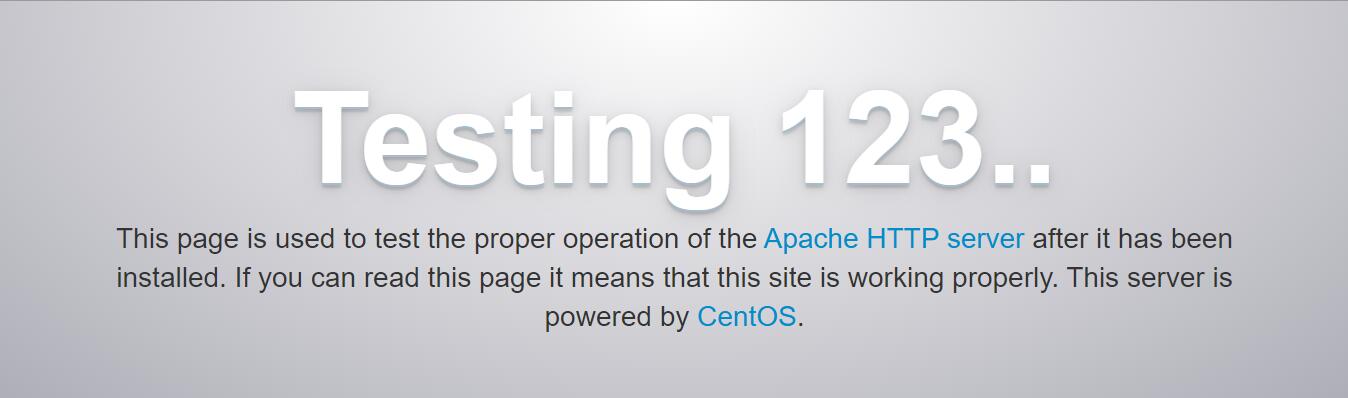 Testing 123..
This page is used to test the proper operation of the Apache HTTP server after it has been
installed. If you can read this page it means that this site is working properly. This server is
powered by CentOS.